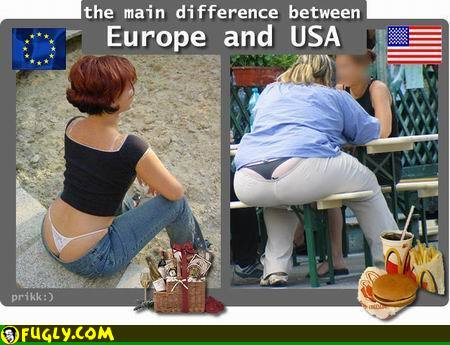 the main difference between
Europe and USA
prikk:)
FUGLY.COM